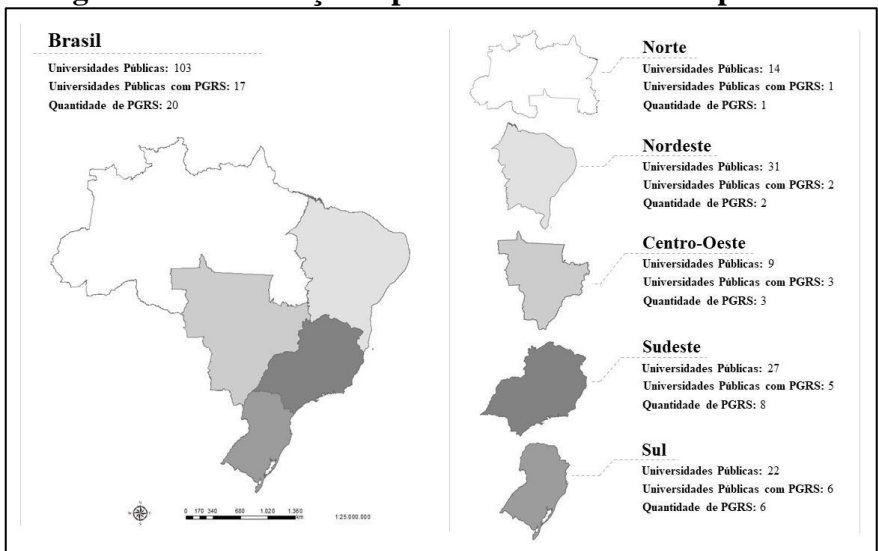 Brasil
Universidades Públicas: 103
Universidades Públicas com PGRS: 17
Quantidade de PGRS: 20
0 170 340 680 1.020 1.360
km
1:25.000.000
Norte
Universidades Públicas: 14
Universidades Públicas com PGRS: 1
Quantidade de PGRS: 1
Nordeste
Universidades Públicas: 31
Universidades Públicas com PGRS: 2
Quantidade de PGRS: 2
Centro-Oeste
Universidades Públicas: 9
Universidades Públicas com PGRS: 3
Quantidade de PGRS: 3
Sudeste
Universidades Públicas: 27
Universidades Públicas com PGRS: 5
Quantidade de PGRS: 8
Sul
Universidades Públicas: 22
Universidades Públicas com PGRS: 6
Quantidade de PGRS: 6